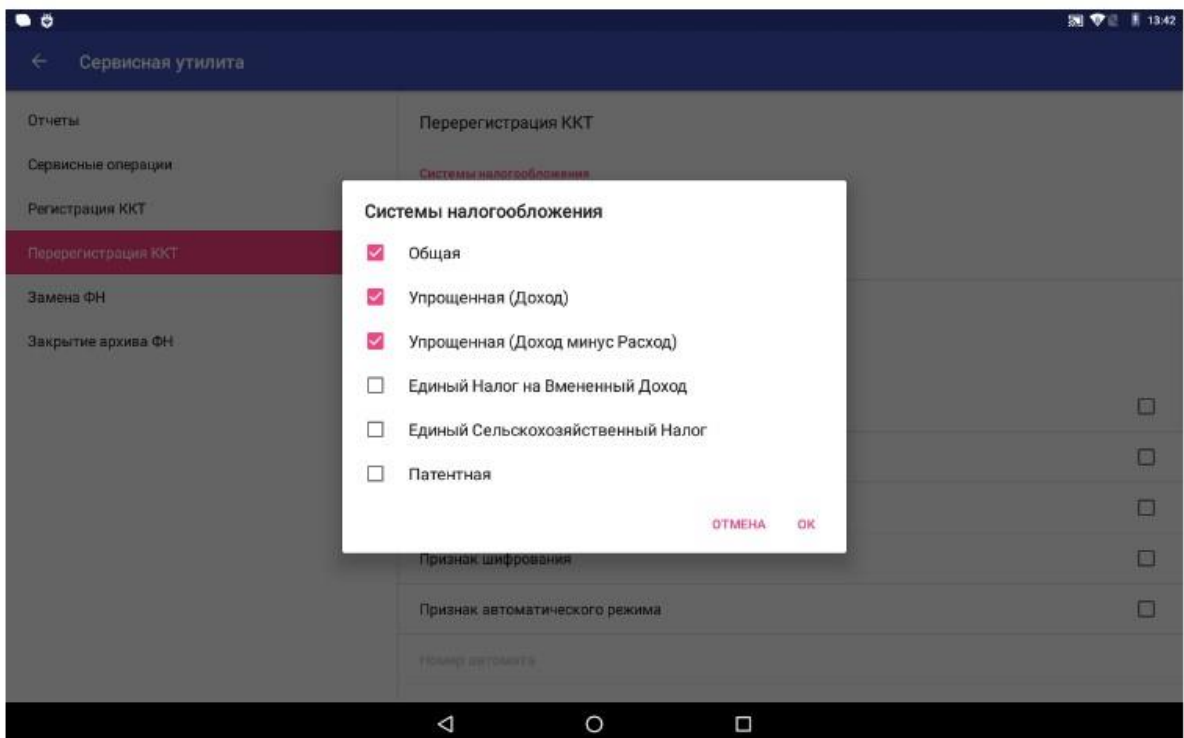 13:42
Сервисная утилита
Отчеты
Сервисные операции
Регистрация ККТ
Перерегистрация ККТ
Замена ФН
Закрытие архива ФН
Перерегистрация ККТ
Системы налогообложения
Системы налогообложения
Общая
Упрощенная (Доход)
Упрощенная (Доход минус Расход)
Единый Налог на Вмененный Доход
Единый Сельскохозяйственный Налог
Патентная
ОТМЕНА ОК
Признак шифрования
Признак автоматического режима
Номер автомата